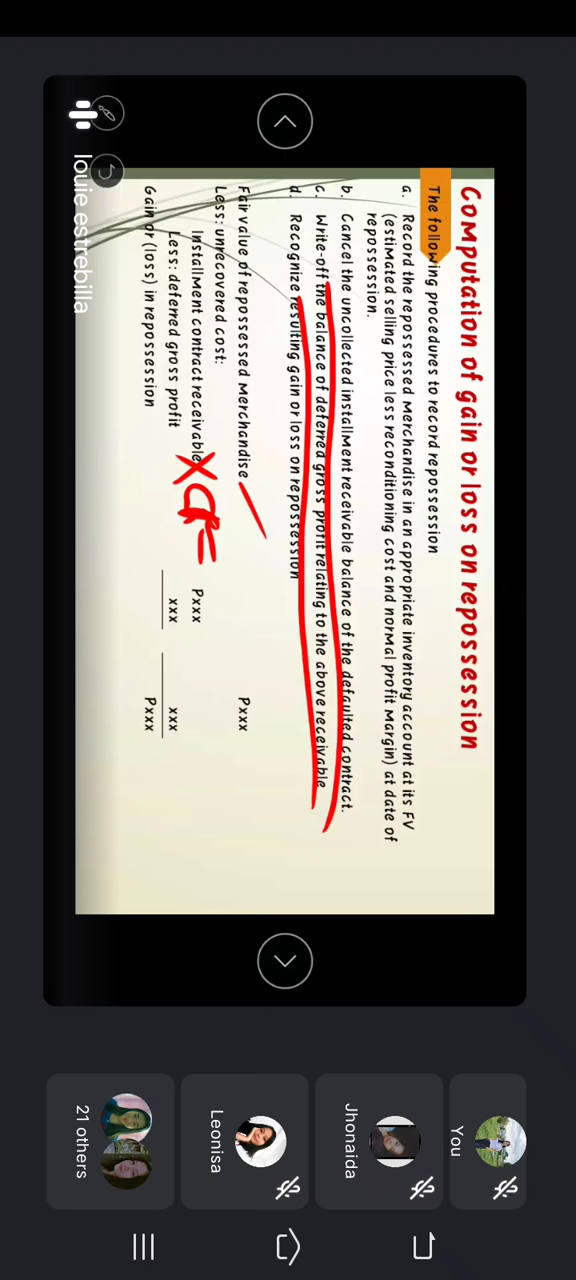 Computation of gain or loss on repossession
The following procedures to record repossession
a. Record the repossessed merchandise in an appropriate inventory account at its FV
(estimated selling price less reconditioning cost and normal profit margin) at date of
repossession.
b. Cancel the uncollected installment receivable balance of the defaulted contract.
c. Write-off the balance of deferred gross profit relating to the above receivable.
d. Recognize resulting gain or loss on repossession
Fair value of repossessed merchandise Pxxx
Less: unrecovered cost:
Installment contract receivable Pxxx
Less: deferred gross profit xxx xxx
Gain or (loss) in repossession Pxxx
louie estrebilla
You
Jhonaida
Leonisa
21 others